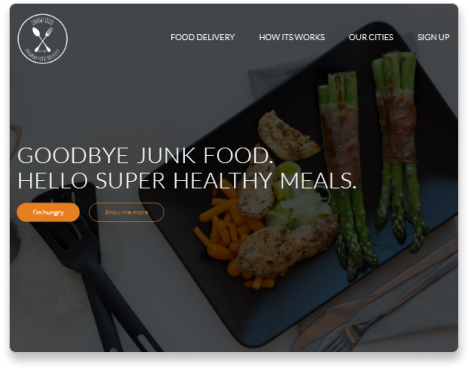 FOOD DELIVERY
HOW ITS WORKS
OUR CITIES
SIGN UP
GOODBYE JUNK FOOD.
HELLO SUPER HEALTHY MEALS.
I'm hungry
Show me more